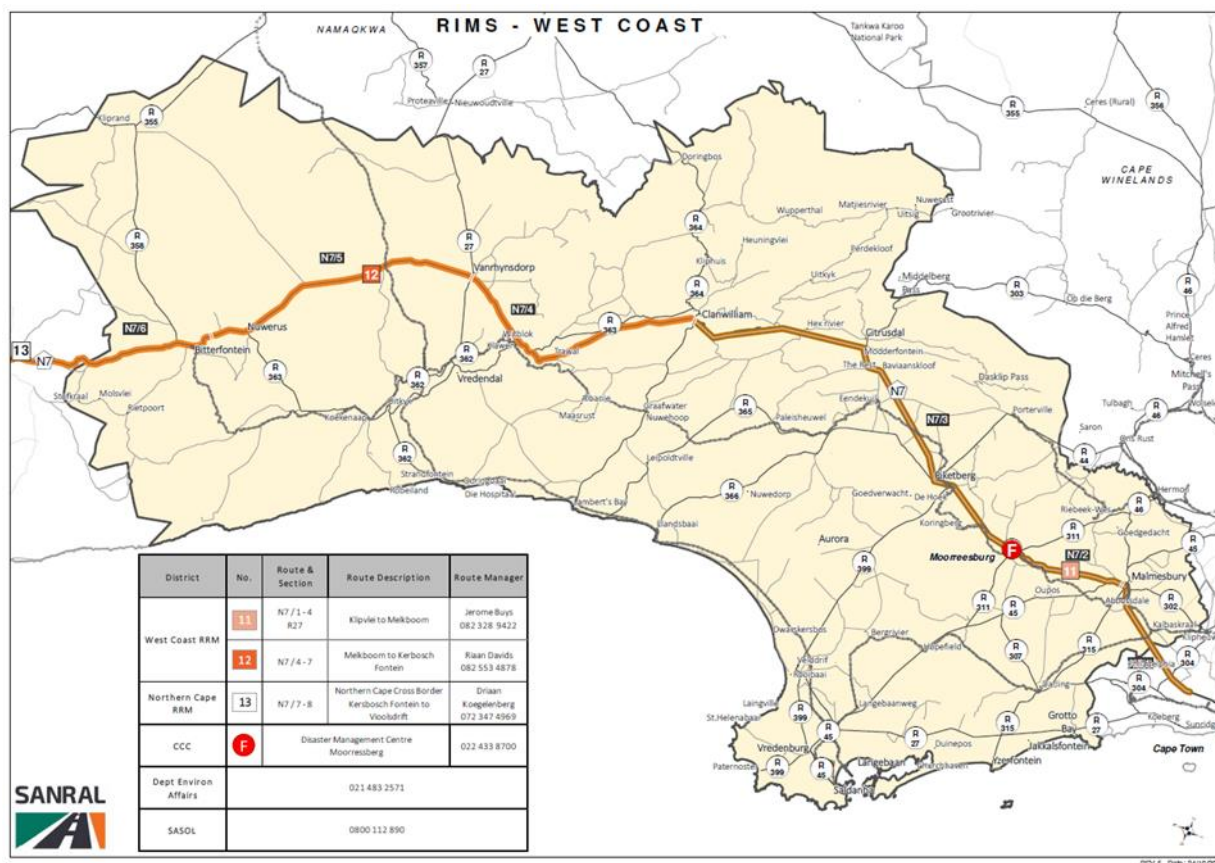 RIMS - WEST COAST
NAMAQKWA
Tankwa Karoo
National Park
R
357
R
27
Proteaville
Nieuwoudtville
R
355
Ceres (Rural)
R
356
Kliprand
R
355
CAPE
WINELANDS
Doringbos
Wupperthal
Matjiesrivier
Nuwerust
Uitsig
Grootrivier
R
364
R
358
N7/5
R
27
Heuningvlei
Perdekloof
Kliphuis
12
Vanrhynsdorp
Uitkyk
Middelberg
Pass
R
364
R
303
R
46
Op die Berg
N7/6
N7/4
R
363
Clanwilliam
Hex rivier
Citrusdal
Prince
Alfred
Hamlet
Nuwerus
13
N7
Bitterfontein
Klawer
Trawal
Modderfontein
The Rest
Baviaanskloof
Ceres
Mitchell's
Pass
R
363
R
362
R
362
Vredendal
Dasklip Pass
N7
Stofkraal
Molsvlei
Rietpoort
Koekenaap
Maasrust
Graafwater
Nuwehoop
R
365
Paleisheuwel
Eendekuil
N7/3
Porterville
Tulbagh
R
46
Saron
R
44
R
362
Strandfontein
Robeiland
Leipoldtville
Die Hospitaal
Lambert's Bay
R
366
Nuwedorp
Goedverwacht
De Hoek
Hermon
R
46
Riebeek-Wes
Elandsbaai
Koringberg
R
311
Goedgedacht
Aurora
R
399
Moorreesburg
F
N7/2
11
R
45
Malmesbury
Oupos
Abbotsdale
R
311
R
45
R
302
Kalbaskraal
Dwarskersbos
Bergrivier
Hopefield
R
307
R
315
R
304
Velddrif
R
304
Laingville
St.Helenabaai
R
399
Langebaanweg
R
45
R
315
Grotto
Bay
R
27
Koeberg
Vredenburg
R
27
Duinepos
Jakkalsfontein
Yzerfontein
Cape Town
Paternoster
R
399
R
45
Langebaan
Churchhaven
Saldanha
District
No.
Route &
Section
Route Description
Route Manager
West Coast RRM
11
N7 / 1 - 4
R27
Klipvlei to Melkboom
Jerome Buys
082 328 9422
12
N7 / 4 - 7
Melkboom to Kerbosch
Fontein
Riaan Davids
082 553 4878
Northern Cape
RRM
13
N7 / 7 - 8
Northern Cape Cross Border
Kersbosch Fontein to
Vioolsdrift
Driaan
Koegelenberg
072 347 4969
CCC
F
Disaster Management Centre
Moorressberg
022 433 8700
Dept Environ
Affairs
021 483 2571
SASOL
0800 112 890
SANRAL